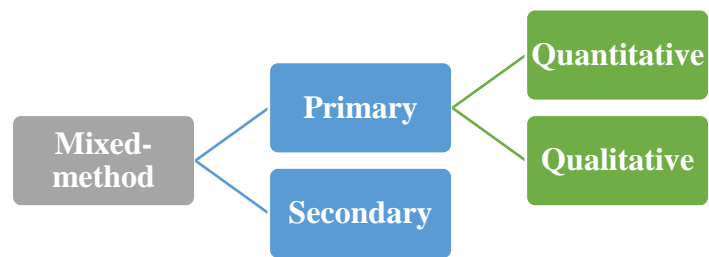 Mixed-
method
Primary
Secondary
Quantitative
Qualitative